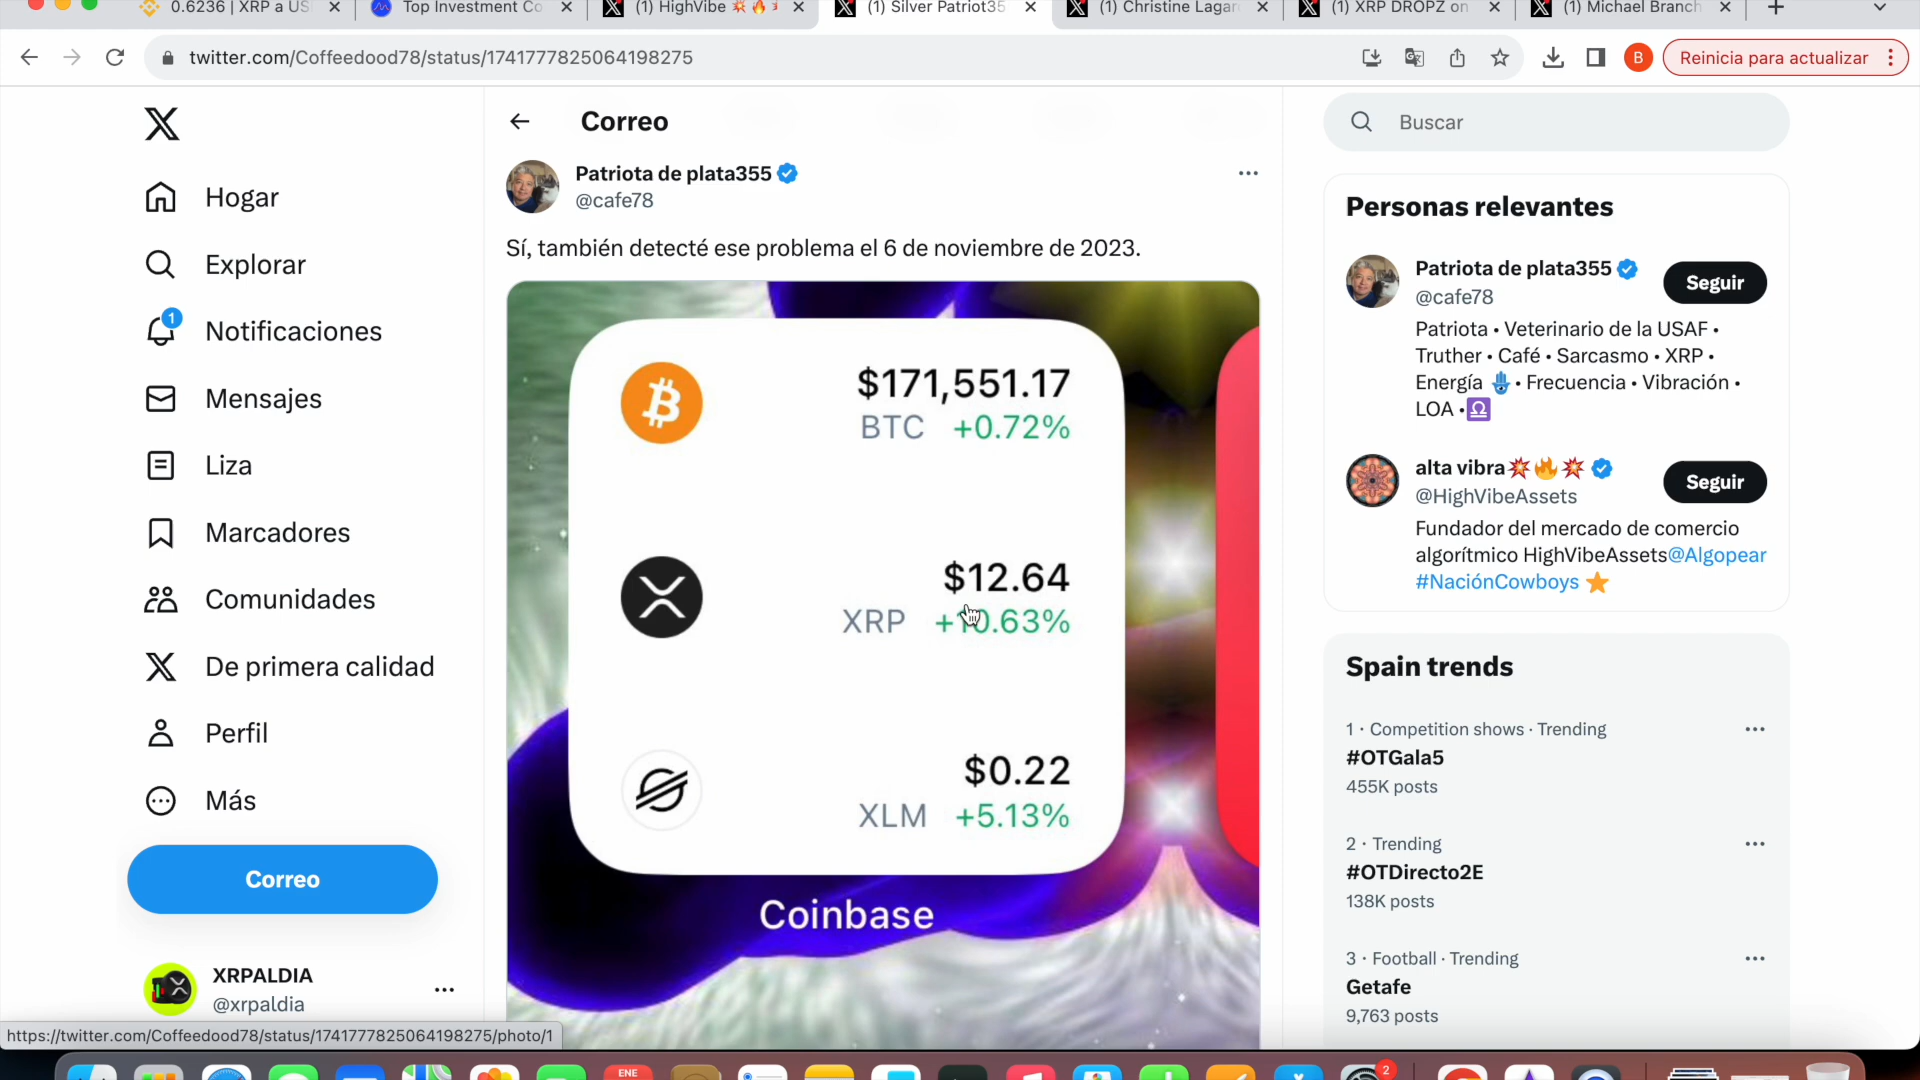 0.6236 | XRP a US
Top Investment Co
(1) HighVibe 💥🔥
(1) Silver Patriot35
(1) Christine Lagar
(1) XRP DROPZ on
(1) Michael Branch
twitter.com/Coffeedood78/status/1741777825064198275
B
Reinicia para actualizar
Hogar
Explorar
1
Notificaciones
Mensajes
Liza
Marcadores
Comunidades
De primera calidad
Perfil
Más
Correo
XRPALDIA
@xrpaldia
https://twitter.com/Coffeedood78/status/1741777825064198275/photo/1
Correo
Patriota de plata355
@cafe78
Sí, también detecté ese problema el 6 de noviembre de 2023.
$171,551.17
BTC +0.72%
$12.64
XRP +10.63%
$0.22
XLM +5.13%
Coinbase
Buscar
Personas relevantes
Patriota de plata355
@cafe78
Seguir
Patriota • Veterinario de la USAF •
Truther • Café • Sarcasmo • XRP •
Energía 🪬 • Frecuencia • Vibración •
LOA • ♎
alta vibra💥🔥💥
@HighVibeAssets
Seguir
Fundador del mercado de comercio
algorítmico HighVibeAssets@Algopear
#NaciónCowboys ⭐
Spain trends
1 · Competition shows · Trending
#OTGala5
455K posts
2 · Trending
#OTDirecto2E
138K posts
3 · Football · Trending
Getafe
9,763 posts
ENE
2